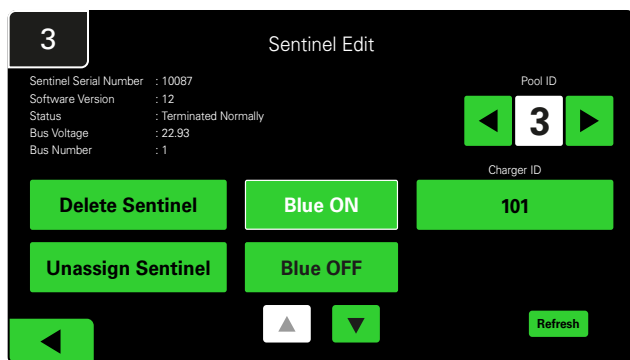 3
Sentinel Edit
Sentinel Serial Number : 10087
Software Version : 12
Status : Terminated Normally
Bus Voltage : 22.93
Bus Number : 1
Pool ID
3
Charger ID
Delete Sentinel Blue ON 101
Unassign Sentinel Blue OFF
Refresh